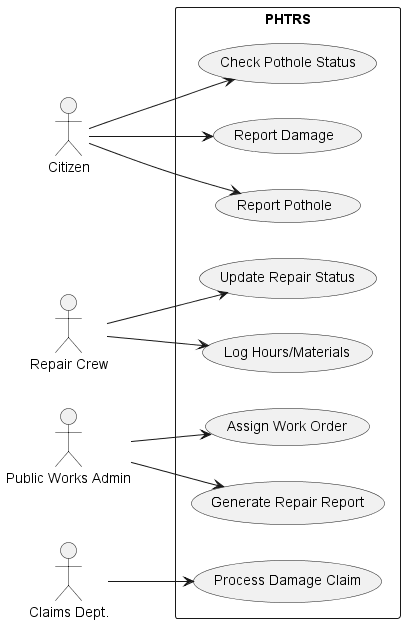 PHTRS
Check Pothole Status
Report Damage
Citizen
Report Pothole
Update Repair Status
Log Hours/Materials
Repair Crew
Assign Work Order
Public Works Admin
Generate Repair Report
Process Damage Claim
Claims Dept.